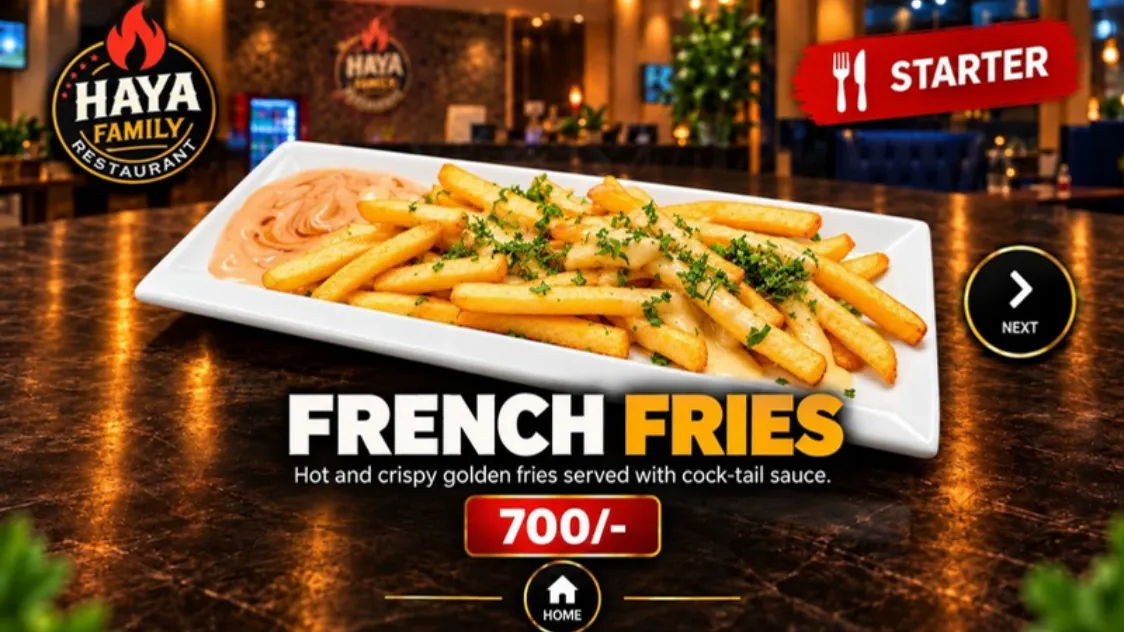 HAYA
FAMILY
RESTAURANT
HAYA
FAMILY
STARTER
NEXT
FRENCH FRIES
Hot and crispy golden fries served with cock-tail sauce.
700/-
HOME